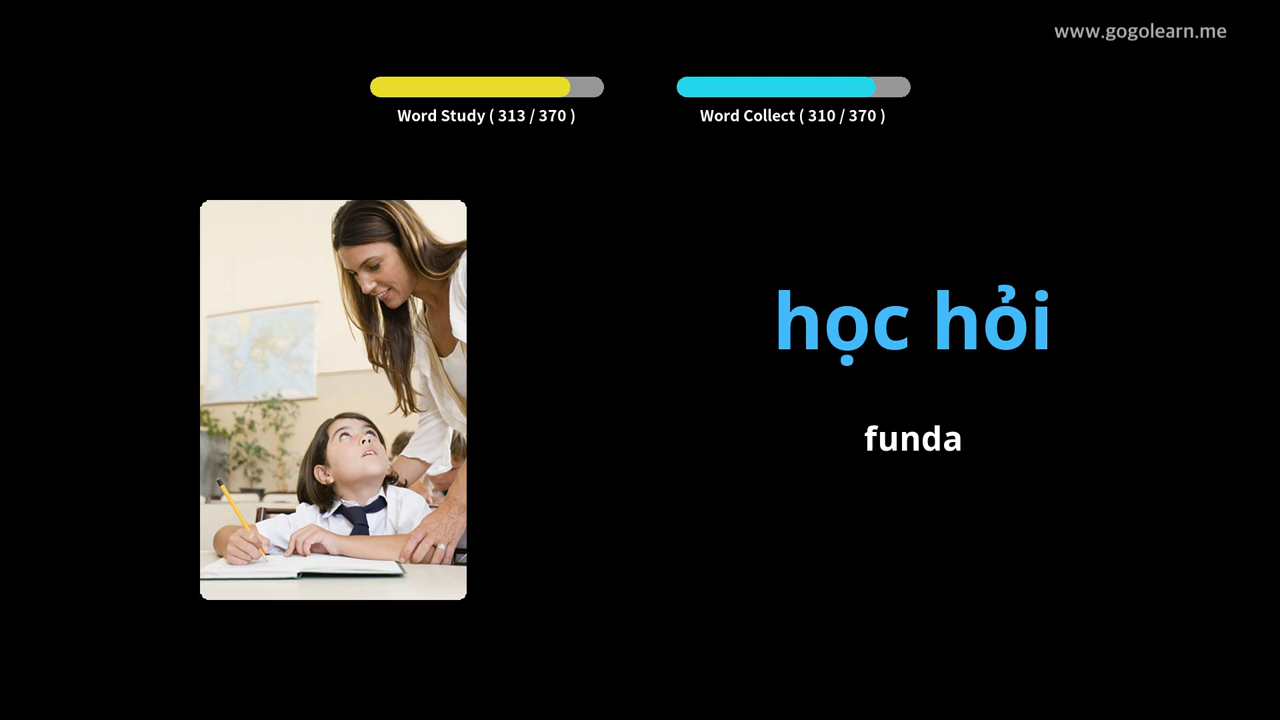 www.gogolearn.me
Word Study ( 313 / 370 )
Word Collect ( 310 / 370 )
học hỏi
funda